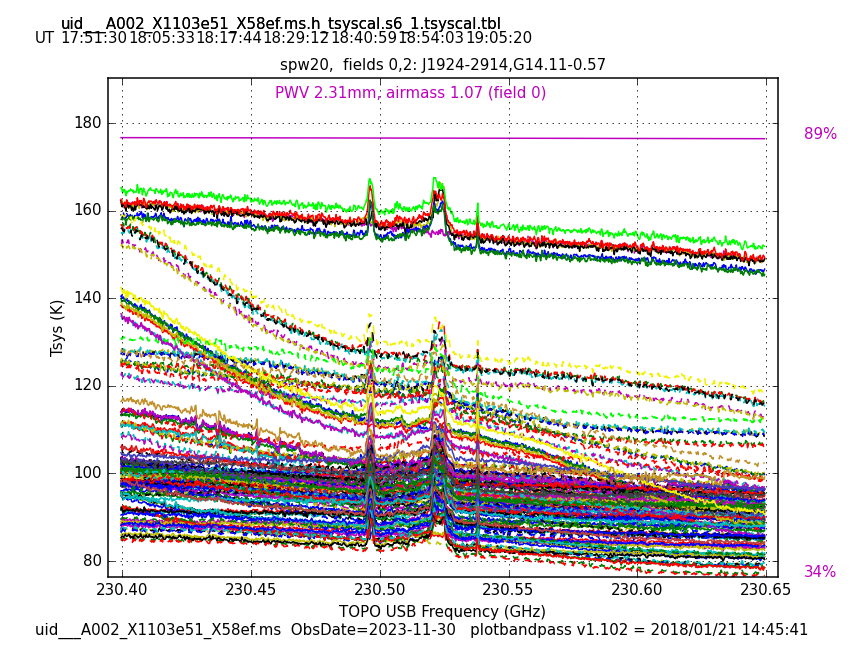 uid___A002_X1103e51_X58ef.ms.h_tsyscal.s6_1.tsyscal.tbl
UT 17:51:30 18:05:33 18:17:44 18:29:12 18:40:59 18:54:03 19:05:20
spw20,  fields 0,2: J1924-2914,G14.11-0.57
PWV 2.31mm, airmass 1.07 (field 0)
89%
180
160
140
120
100
80
34%
Tsys (K)
230.40 230.45 230.50 230.55 230.60 230.65
TOPO USB Frequency (GHz)
uid___A002_X1103e51_X58ef.ms  ObsDate=2023-11-30   plotbandpass v1.102 = 2018/01/21 14:45:41